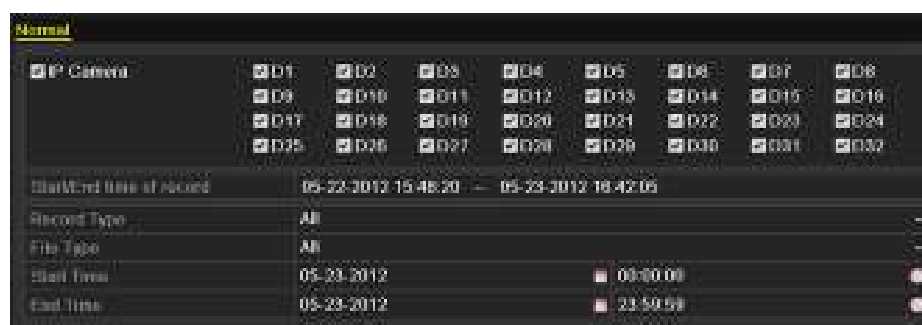 Normal
IP Camera D1 D2 D3 D4 D5 D6 D7 D8
D9 D10 D11 D12 D13 D14 D15 D16
D17 D18 D19 D20 D21 D22 D23 D24
D25 D26 D27 D28 D29 D30 D31 D32
Start/End time of record 05-22-2012 15:48:20 -- 05-23-2012 16:42:05
Record Type All
File Type All
Start Time 05-23-2012 00:00:00
End Time 05-23-2012 23:59:59